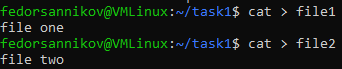 fedorsannikov@VMLinux:~/task1$ cat > file1
file one
fedorsannikov@VMLinux:~/task1$ cat > file2
file two